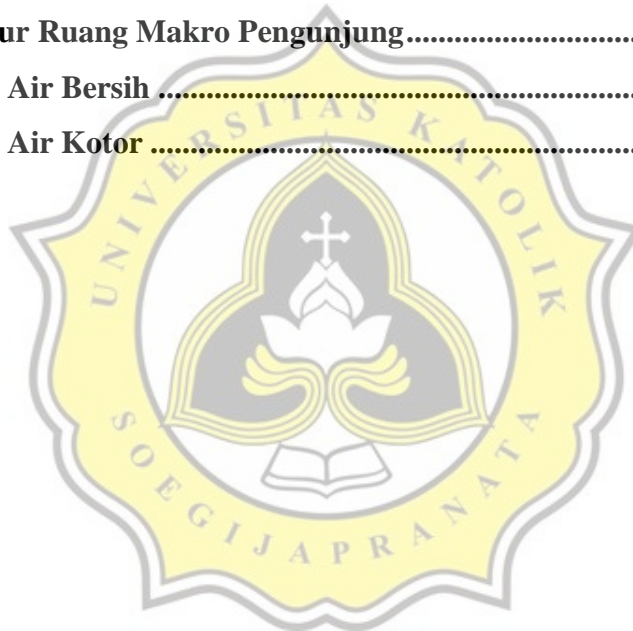 ur Ruang Makro Pengunjung..............................
Air Bersih ..............................................................
Air Kotor ...............................................................
UNIVERSITAS KATOLIK
SOEGIJAPRANATA